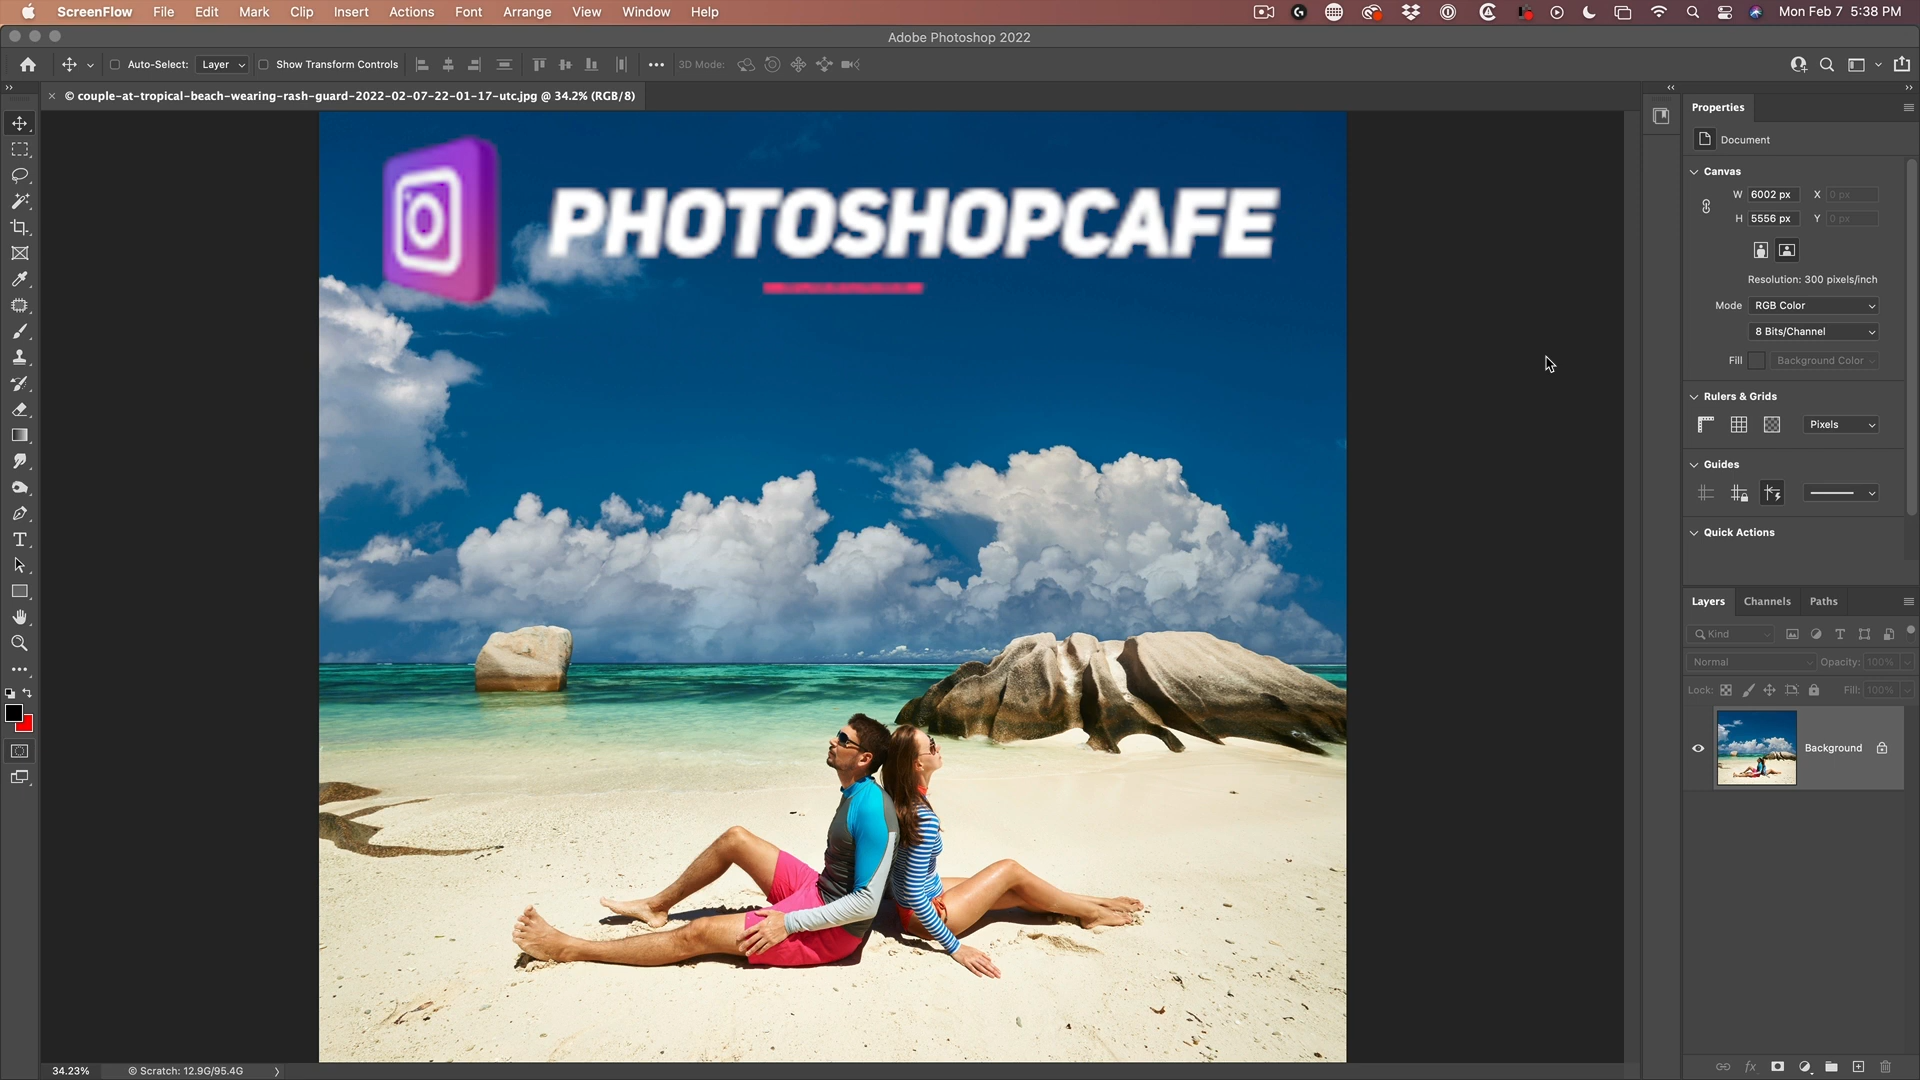 ScreenFlow File Edit Mark Clip Insert Actions Font Arrange View Window Help Mon Feb 7 5:38 PM
Adobe Photoshop 2022
Auto-Select: Layer Show Transform Controls 3D Mode:
© couple-at-tropical-beach-wearing-rash-guard-2022-02-07-22-01-17-utc.jpg @ 34.2% (RGB/8)
PHOTOSHOPCAFE
Properties
Document
Canvas
W 6002 px X 0 px
H 5556 px Y 0 px
Resolution: 300 pixels/inch
Mode RGB Color
8 Bits/Channel
Fill Background Color
Rulers & Grids
Pixels
Guides
Quick Actions
Layers Channels Paths
Kind
Normal Opacity: 100%
Lock: Fill: 100%
Background
34.23% Scratch: 12.9G/95.4G